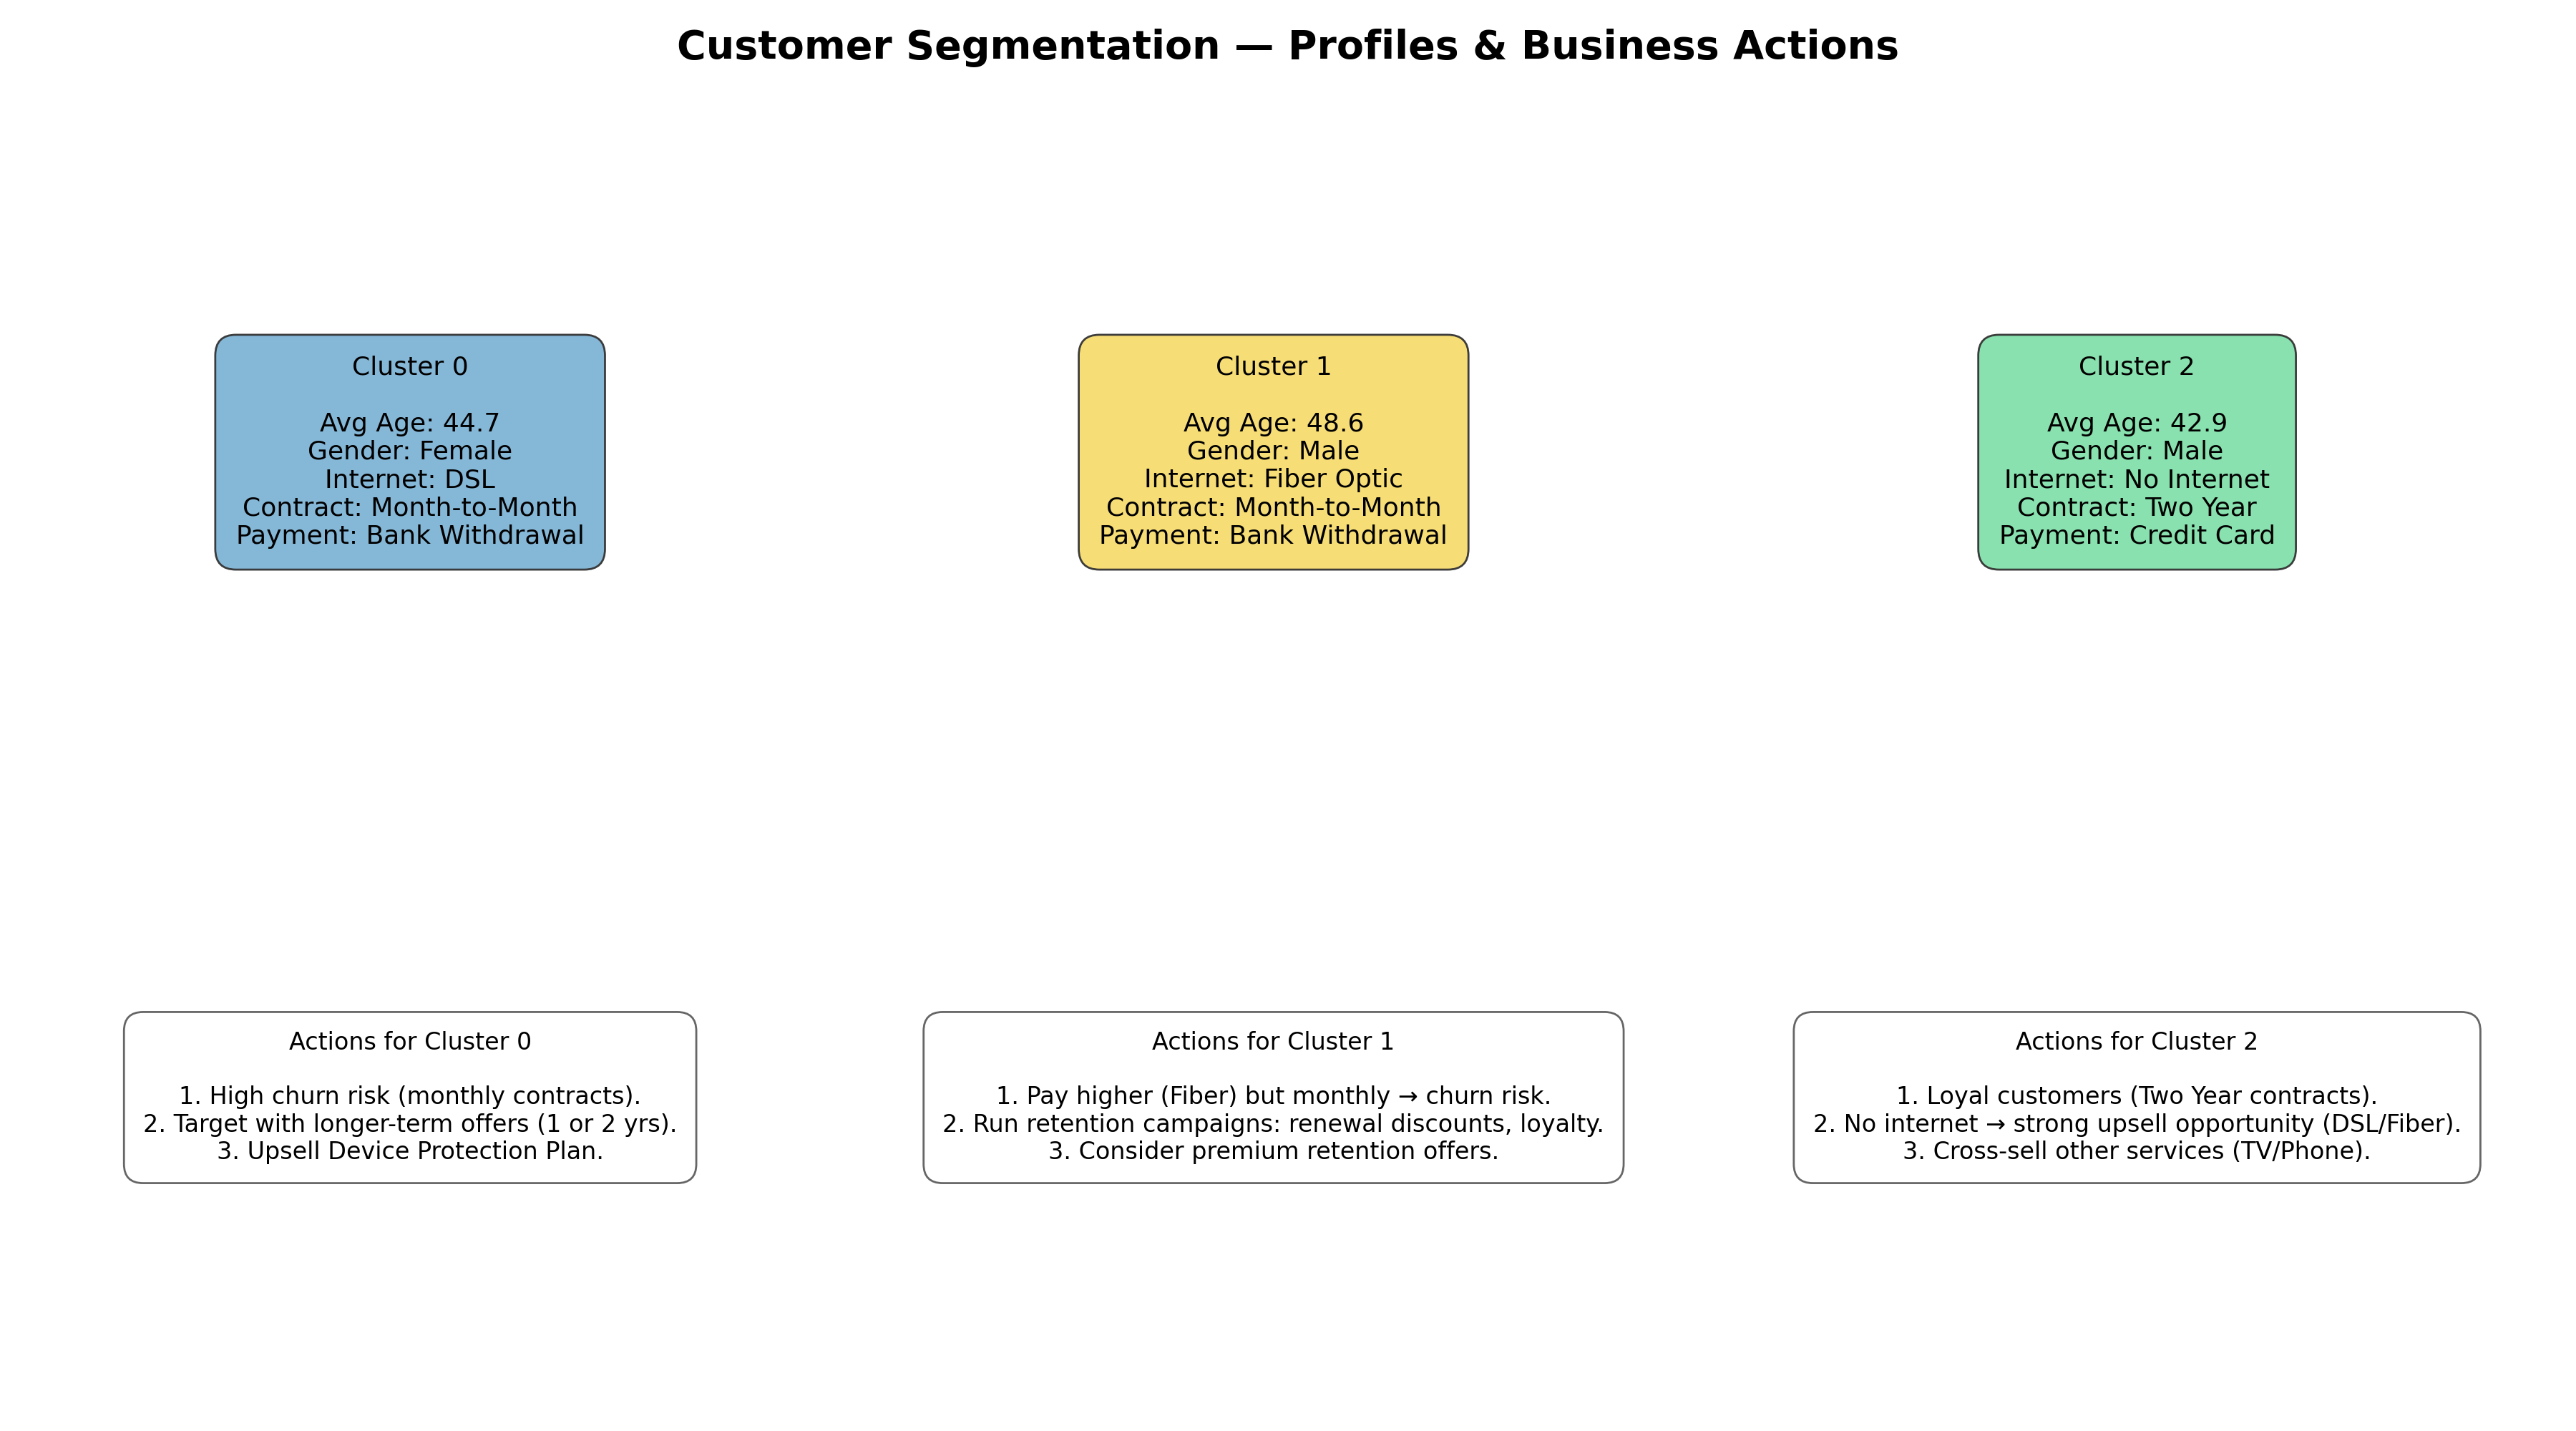 Customer Segmentation — Profiles & Business Actions
Cluster 0
Avg Age: 44.7
Gender: Female
Internet: DSL
Contract: Month-to-Month
Payment: Bank Withdrawal
Cluster 1
Avg Age: 48.6
Gender: Male
Internet: Fiber Optic
Contract: Month-to-Month
Payment: Bank Withdrawal
Cluster 2
Avg Age: 42.9
Gender: Male
Internet: No Internet
Contract: Two Year
Payment: Credit Card
Actions for Cluster 0
1. High churn risk (monthly contracts).
2. Target with longer-term offers (1 or 2 yrs).
3. Upsell Device Protection Plan.
Actions for Cluster 1
1. Pay higher (Fiber) but monthly → churn risk.
2. Run retention campaigns: renewal discounts, loyalty.
3. Consider premium retention offers.
Actions for Cluster 2
1. Loyal customers (Two Year contracts).
2. No internet → strong upsell opportunity (DSL/Fiber).
3. Cross-sell other services (TV/Phone).